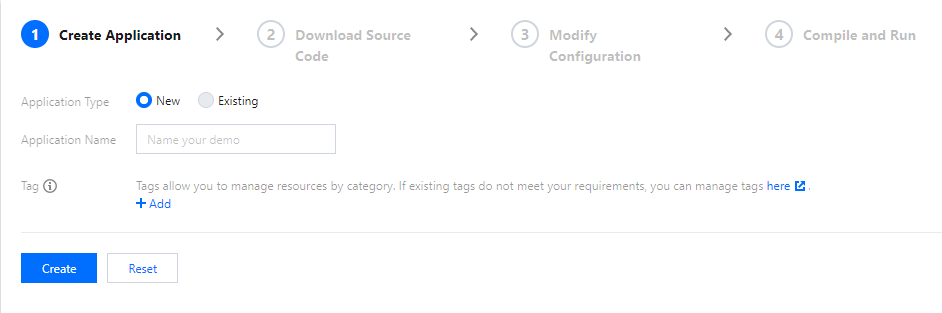 1 Create Application > 2 Download Source Code > 3 Modify Configuration > 4 Compile and Run
Application Type New Existing
Application Name Name your demo
Tag Tags allow you to manage resources by category. If existing tags do not meet your requirements, you can manage tags here .
+ Add
Create Reset